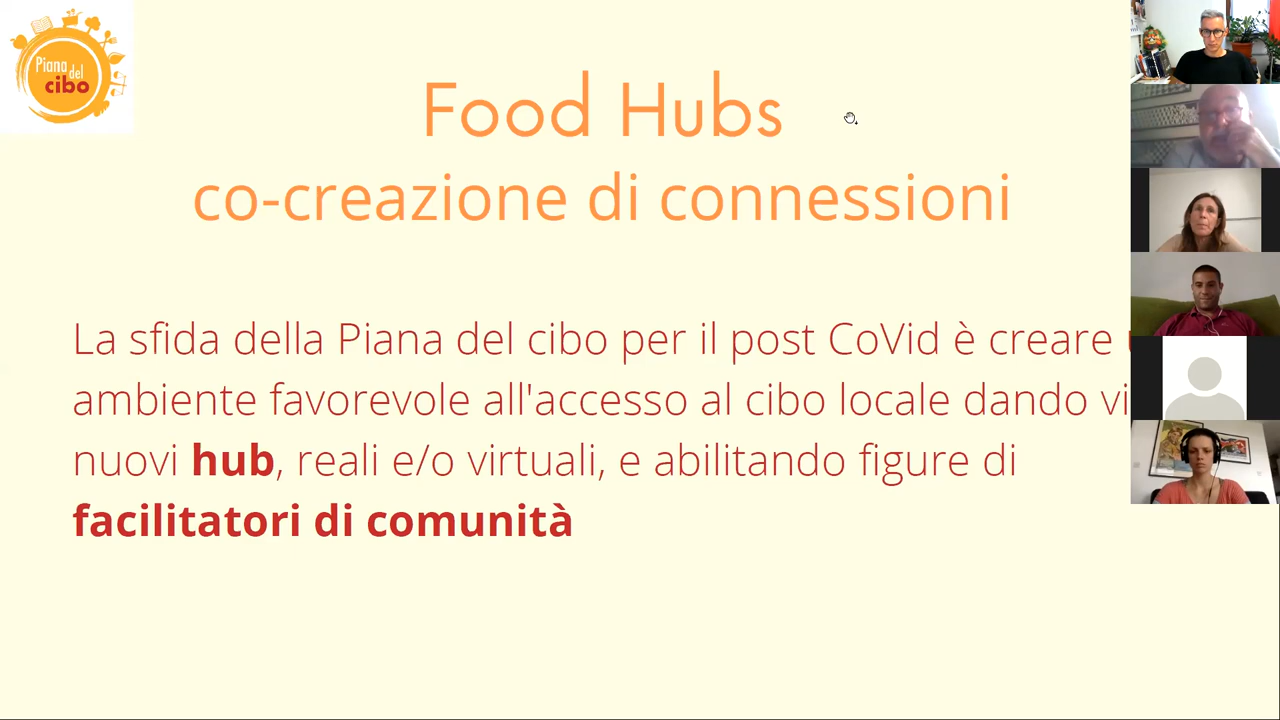 Piana del
cibo
Food Hubs
co-creazione di connessioni
La sfida della Piana del cibo per il post CoVid è creare
ambiente favorevole all'accesso al cibo locale dando
nuovi hub, reali e/o virtuali, e abilitando figure di
facilitatori di comunità